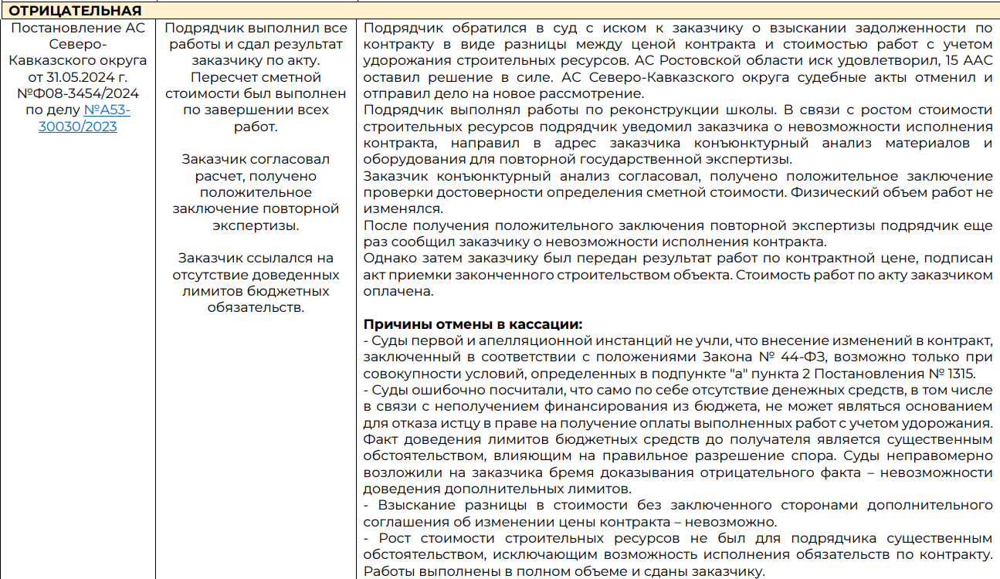 ОТРИЦАТЕЛЬНАЯ
Постановление АС
Северо-
Кавказского округа
от 31.05.2024 г.
№Ф08-3454/2024
по делу №А53-
30030/2023
Подрядчик выполнил все
работы и сдал результат
заказчику по акту.
Пересчет сметной
стоимости был выполнен
по завершении всех
работ.
Заказчик согласовал
расчет, получено
положительное
заключение повторной
экспертизы.
Заказчик ссылался на
отсутствие доведенных
лимитов бюджетных
обязательств.
Подрядчик обратился в суд с иском к заказчику о взыскании задолженности по
контракту в виде разницы между ценой контракта и стоимостью работ с учетом
удорожания строительных ресурсов. АС Ростовской области иск удовлетворил, 15 ААС
оставил решение в силе. АС Северо-Кавказского округа судебные акты отменил и
отправил дело на новое рассмотрение.
Подрядчик выполнял работы по реконструкции школы. В связи с ростом стоимости
строительных ресурсов подрядчик уведомил заказчика о невозможности исполнения
контракта, направил в адрес заказчика конъюнктурный анализ материалов и
оборудования для повторной государственной экспертизы.
Заказчик конъюнктурный анализ согласовал, получено положительное заключение
проверки достоверности определения сметной стоимости. Физический объем работ не
изменялся.
После получения положительного заключения повторной экспертизы подрядчик еще
раз сообщил заказчику о невозможности исполнения контракта.
Однако затем заказчику был передан результат работ по контрактной цене, подписан
акт приемки законченного строительством объекта. Стоимость работ по акту заказчиком
оплачена.
Причины отмены в кассации:
- Суды первой и апелляционной инстанций не учли, что внесение изменений в контракт,
заключенный в соответствии с положениями Закона № 44-ФЗ, возможно только при
совокупности условий, определенных в подпункте "а" пункта 2 Постановления № 1315.
- Суды ошибочно посчитали, что само по себе отсутствие денежных средств, в том числе
в связи с неполучением финансирования из бюджета, не может являться основанием
для отказа истцу в праве на получение оплаты выполненных работ с учетом удорожания.
Факт доведения лимитов бюджетных средств до получателя является существенным
обстоятельством, влияющим на правильное разрешение спора. Суды неправомерно
возложили на заказчика бремя доказывания отрицательного факта – невозможности
доведения дополнительных лимитов.
- Взыскание разницы в стоимости без заключенного сторонами дополнительного
соглашения об изменении цены контракта – невозможно.
- Рост стоимости строительных ресурсов не был для подрядчика существенным
обстоятельством, исключающим возможность исполнения обязательств по контракту.
Работы выполнены в полном объеме и сданы заказчику.